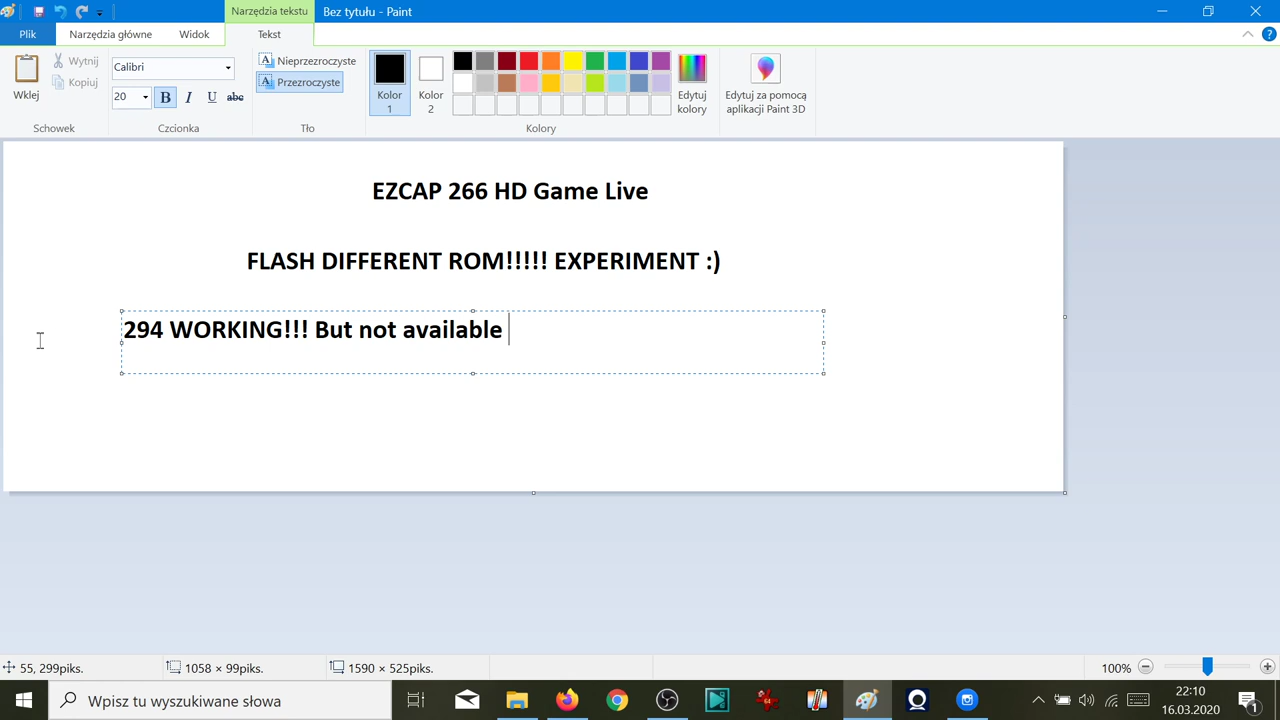 Narzędzia tekstu
Bez tytułu - Paint
Plik
Narzędzia główne
Widok
Tekst
Wklej
Wytnij
Kopiuj
Schowek
Calibri
20
B I U abc
Czcionka
Nieprzezroczyste
Przezroczyste
Tło
Kolor
1
Kolor
2
Kolory
Edytuj
kolory
Edytuj za pomocą
aplikacji Paint 3D
EZCAP 266 HD Game Live
FLASH DIFFERENT ROM!!!!! EXPERIMENT :)
294 WORKING!!! But not available
55, 299piks.
1058 × 99piks.
1590 × 525piks.
100%
Wpisz tu wyszukiwane słowa
22:10
16.03.2020
1